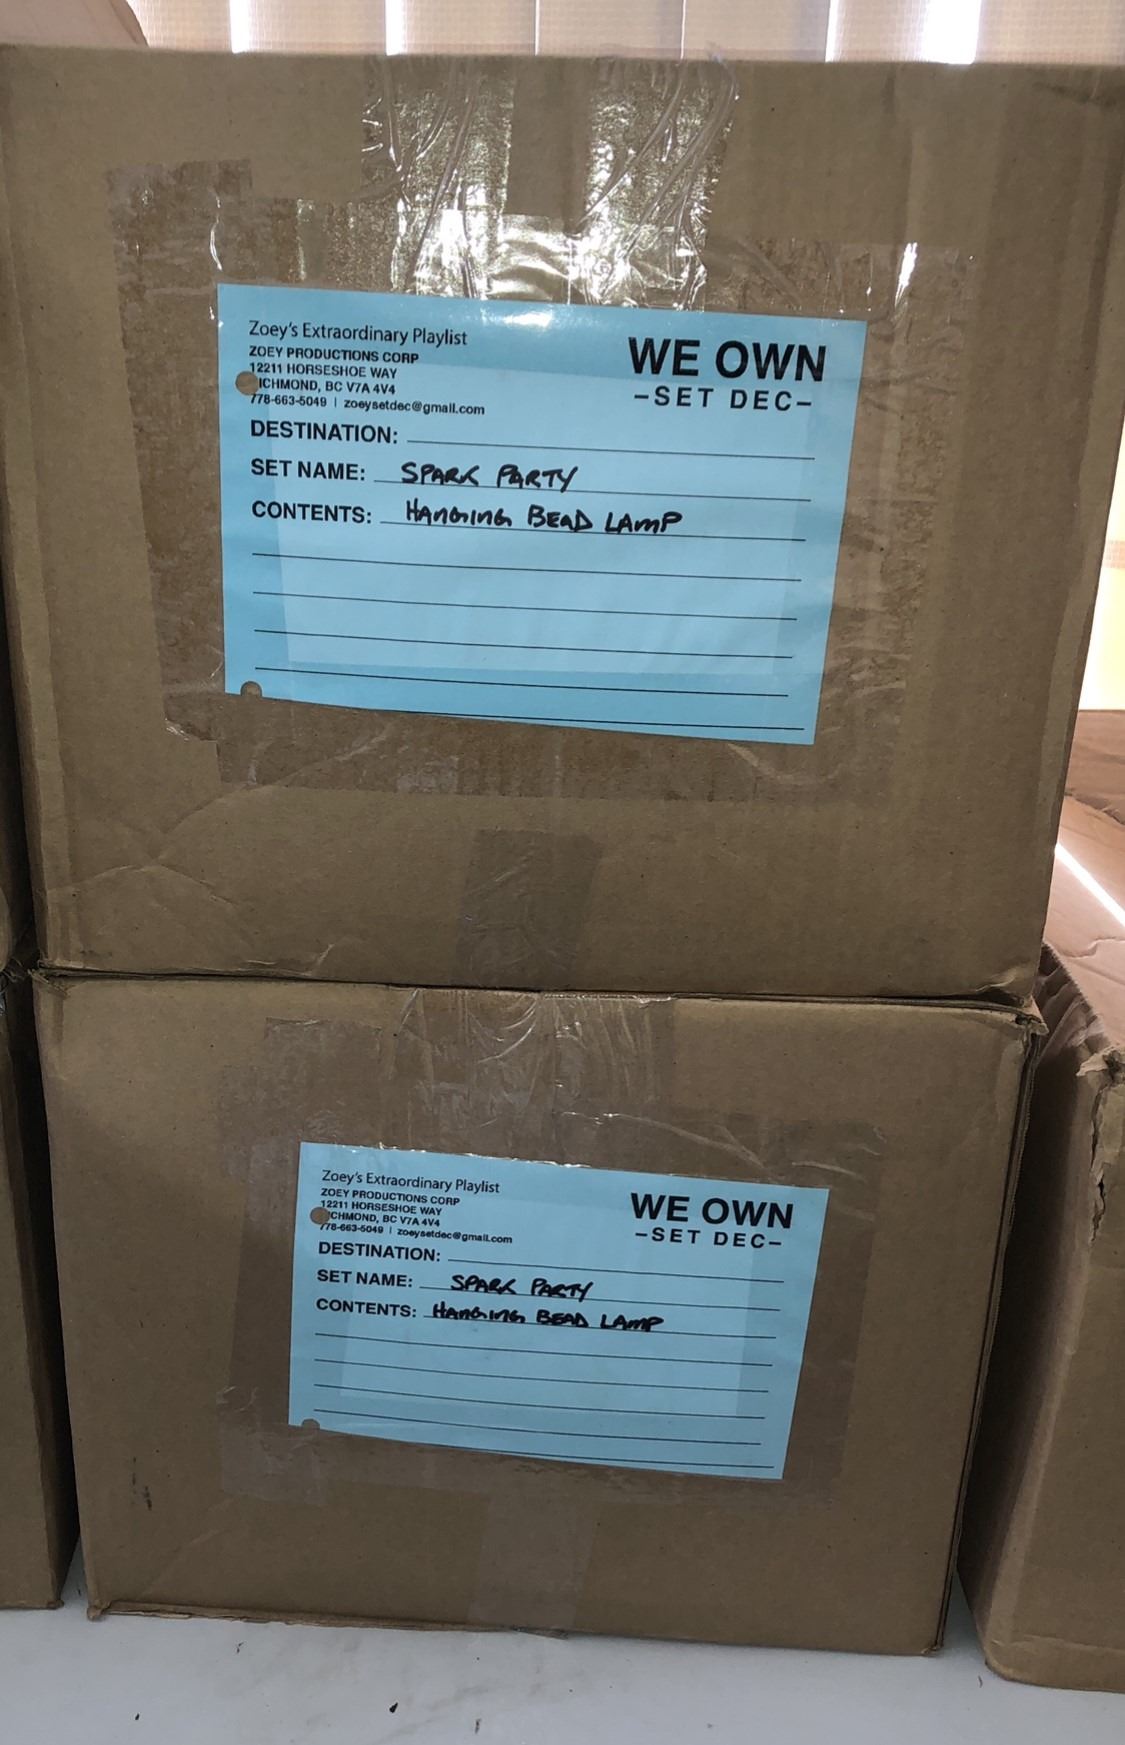 Zoey's Extraordinary Playlist
ZOEY PRODUCTIONS CORP
12211 HORSESHOE WAY
ICHMOND, BC V7A 4V4
778-663-5049 | zoeysetdec@gmail.com
WE OWN
-SET DEC-
DESTINATION:
SET NAME: SPARK PARTY
CONTENTS: HANGING BEAD LAMP
Zoey's Extraordinary Playlist
ZOEY PRODUCTIONS CORP
12211 HORSESHOE WAY
CHMOND, BC V7A 4V4
778-663-5049 | zoeysetdec@gmail.com
WE OWN
-SET DEC-
DESTINATION:
SET NAME: SPARK PARTY
CONTENTS: HANGING BEAD LAMP